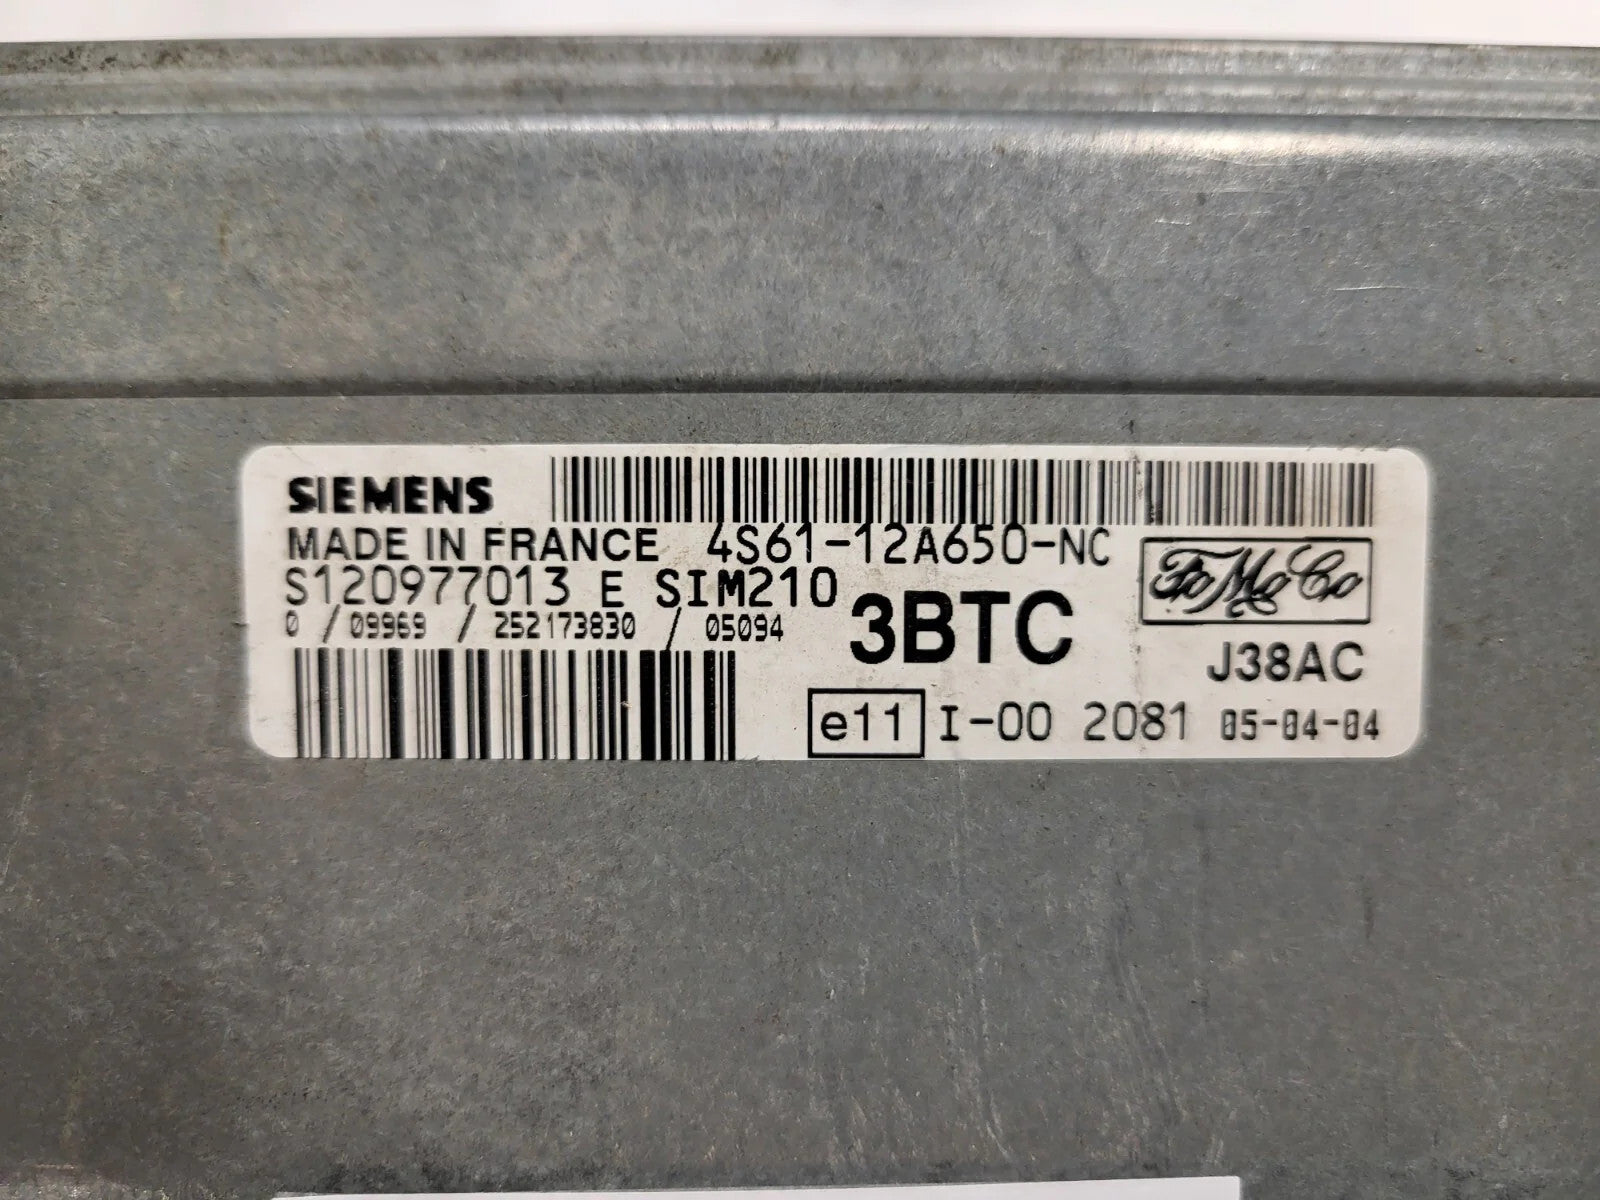 SIEMENS
MADE IN FRANCE 4S61-12A650-NC
FoMoCo
S120977013 E SIM210
0 / 09969 / 252173830 / 05094
3BTC
J38AC
e11 I-00 2081 05-04-04